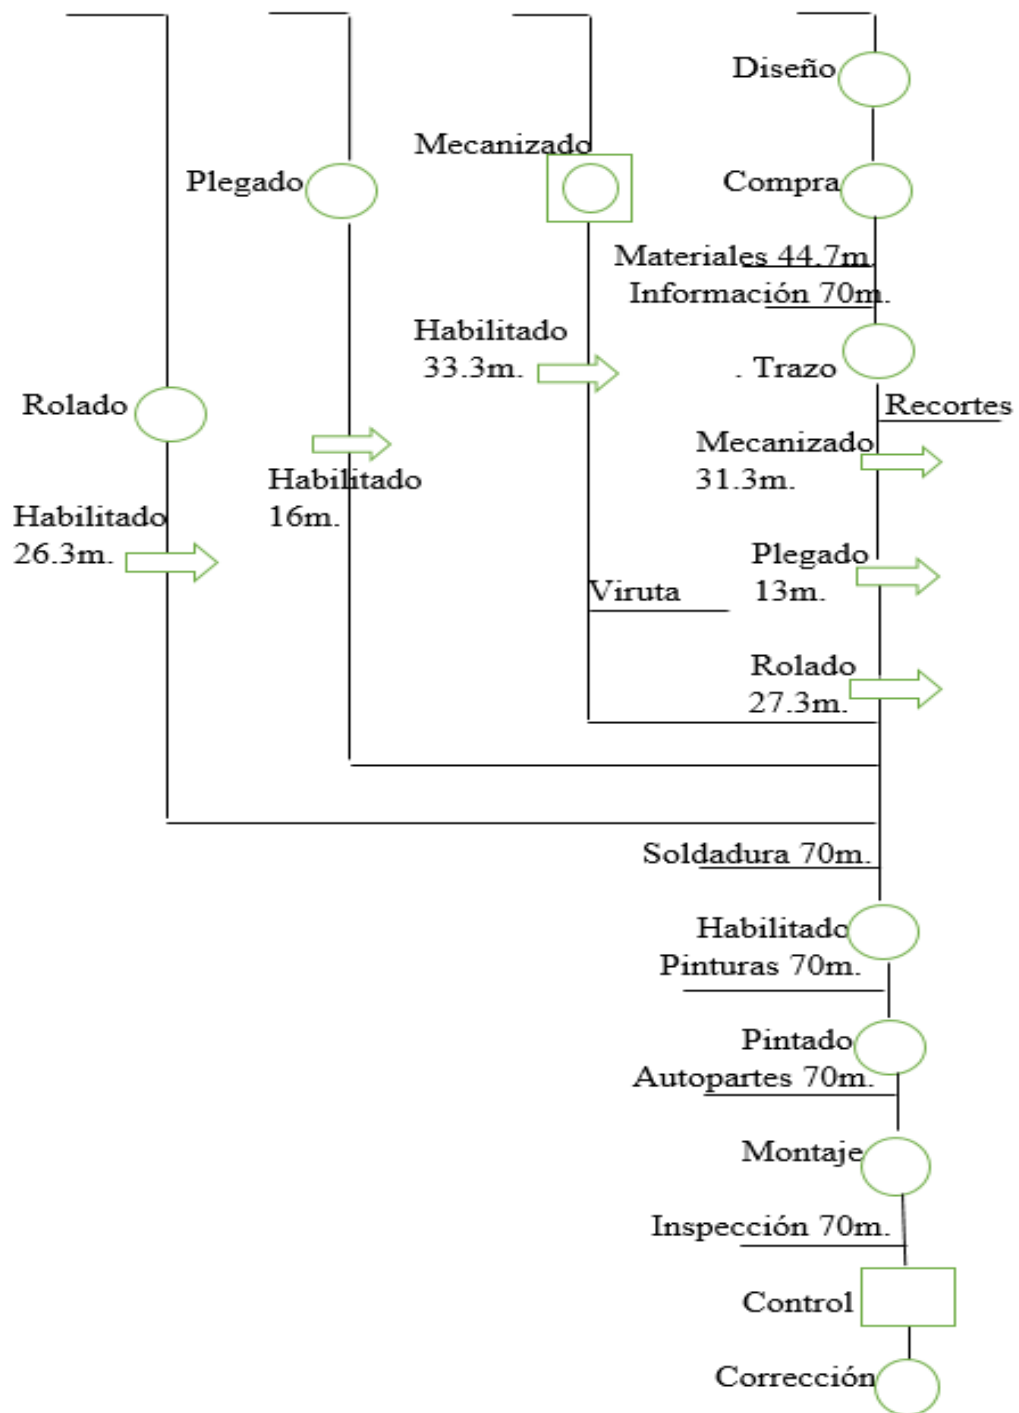 Diseño
Mecanizado
Plegado
Compra
Materiales 44.7m.
Información 70m.
Habilitado
33.3m.
. Trazo
Rolado
Recortes
Mecanizado
31.3m.
Habilitado
16m.
Habilitado
26.3m.
Plegado
13m.
Viruta
Rolado
27.3m.
Soldadura 70m.
Habilitado
Pinturas 70m.
Pintado
Autopartes 70m.
Montaje
Inspección 70m.
Control
Corrección